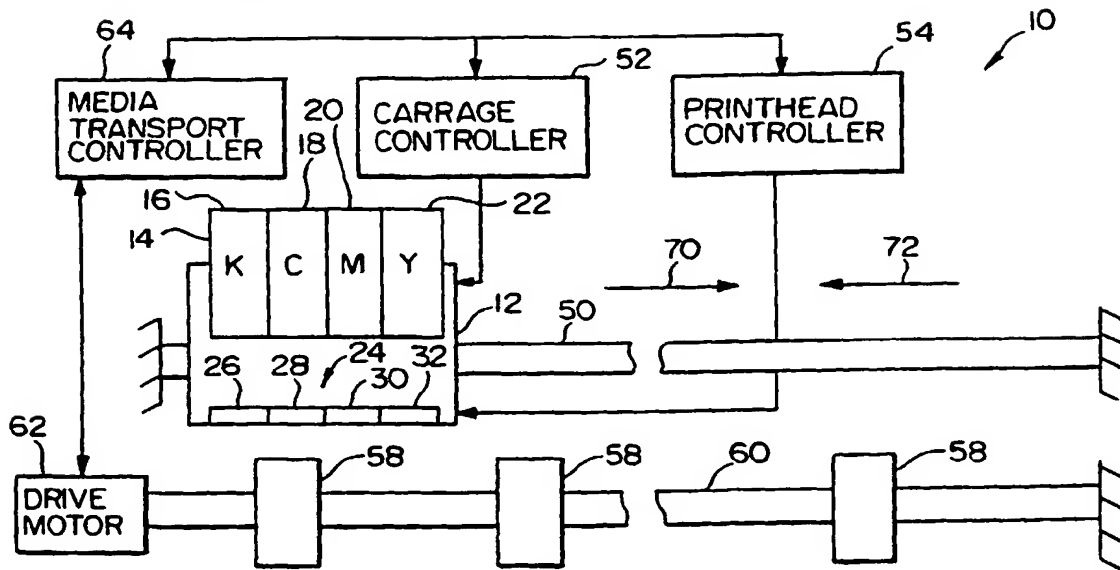 64
52
54
10
MEDIA
TRANSPORT
CONTROLLER
20
18
CARRAGE
CONTROLLER
PRINTHEAD
CONTROLLER
16
22
14
K
C
M
Y
70
72
12
50
26
28
24
30
32
62
58
58
60
58
DRIVE
MOTOR